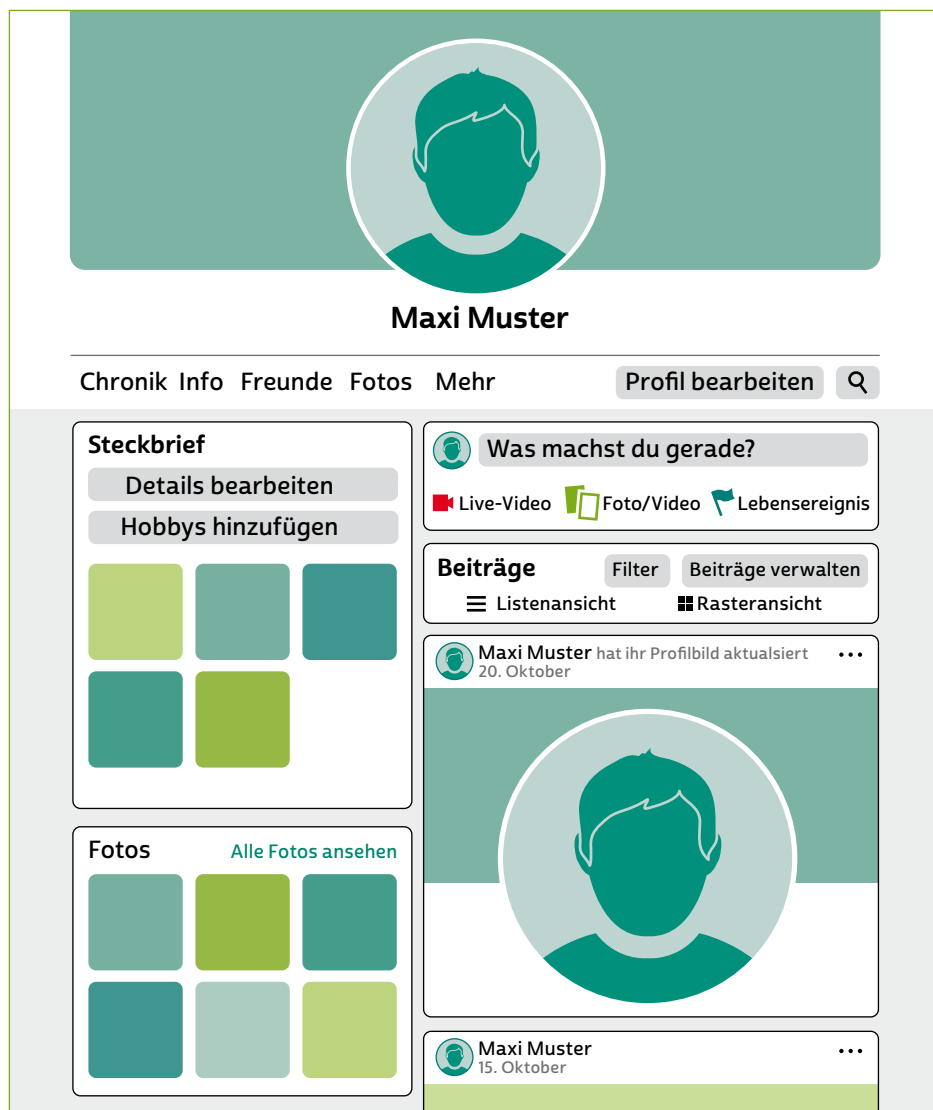 Maxi Muster
Chronik Info Freunde Fotos Mehr Profil bearbeiten
Steckbrief
Details bearbeiten
Hobbys hinzufügen
Fotos Alle Fotos ansehen
Was machst du gerade?
Live-Video Foto/Video Lebensereignis
Beiträge Filter Beiträge verwalten
Listenansicht Rasteransicht
Maxi Muster hat ihr Profilbild aktualsiert
20. Oktober
Maxi Muster
15. Oktober